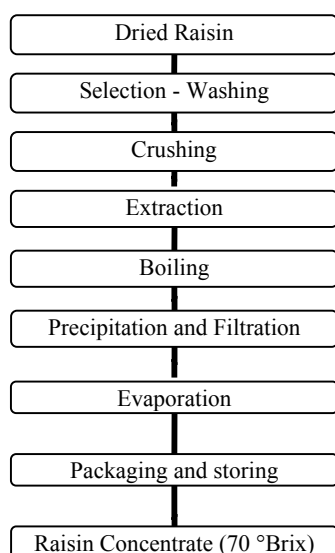 Dried Raisin
Selection - Washing
Crushing
Extraction
Boiling
Precipitation and Filtration
Evaporation
Packaging and storing
Raisin Concentrate (70 °Brix)